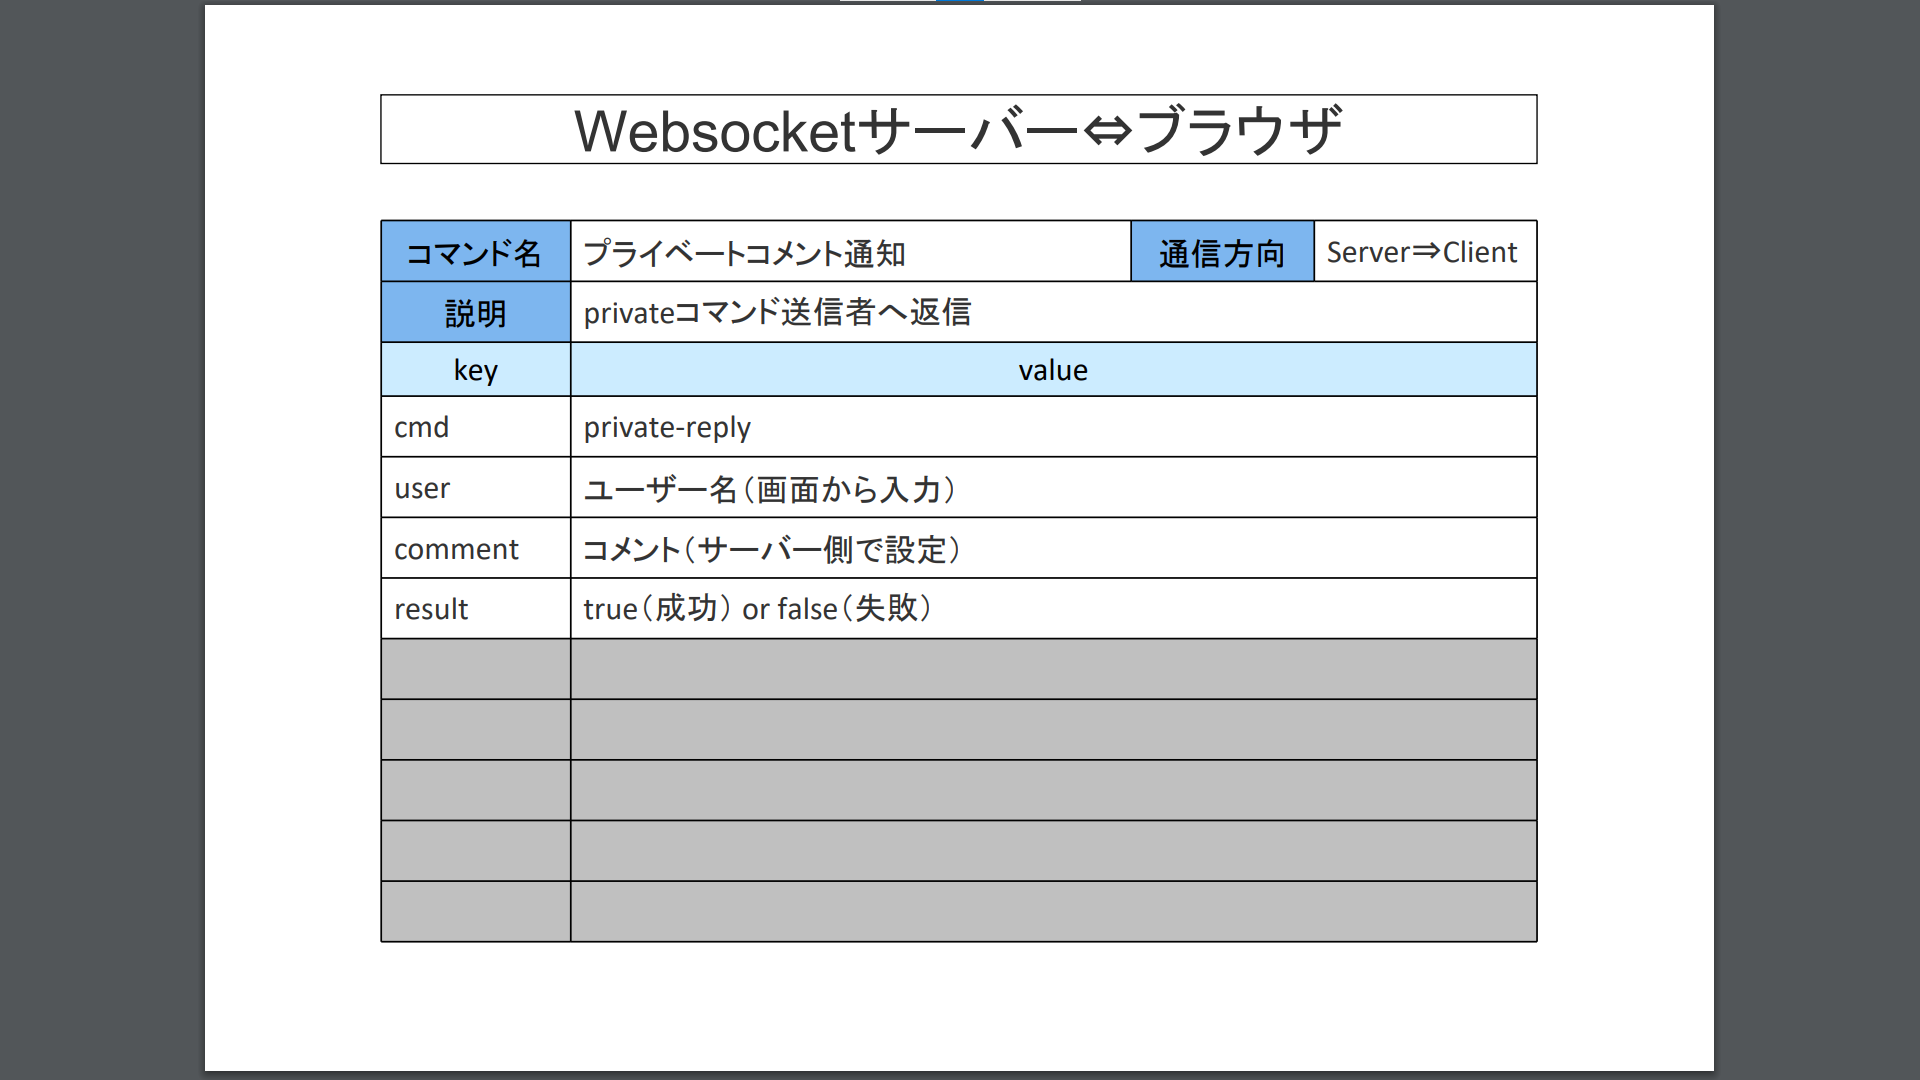 Websocketサーバー⇔ブラウザ
コマンド名 プライベートコメント通知 通信方向 Server⇒Client
説明 privateコマンド送信者へ返信
key value
cmd private-reply
user ユーザー名（画面から入力）
comment コメント（サーバー側で設定）
result true（成功） or false（失敗）